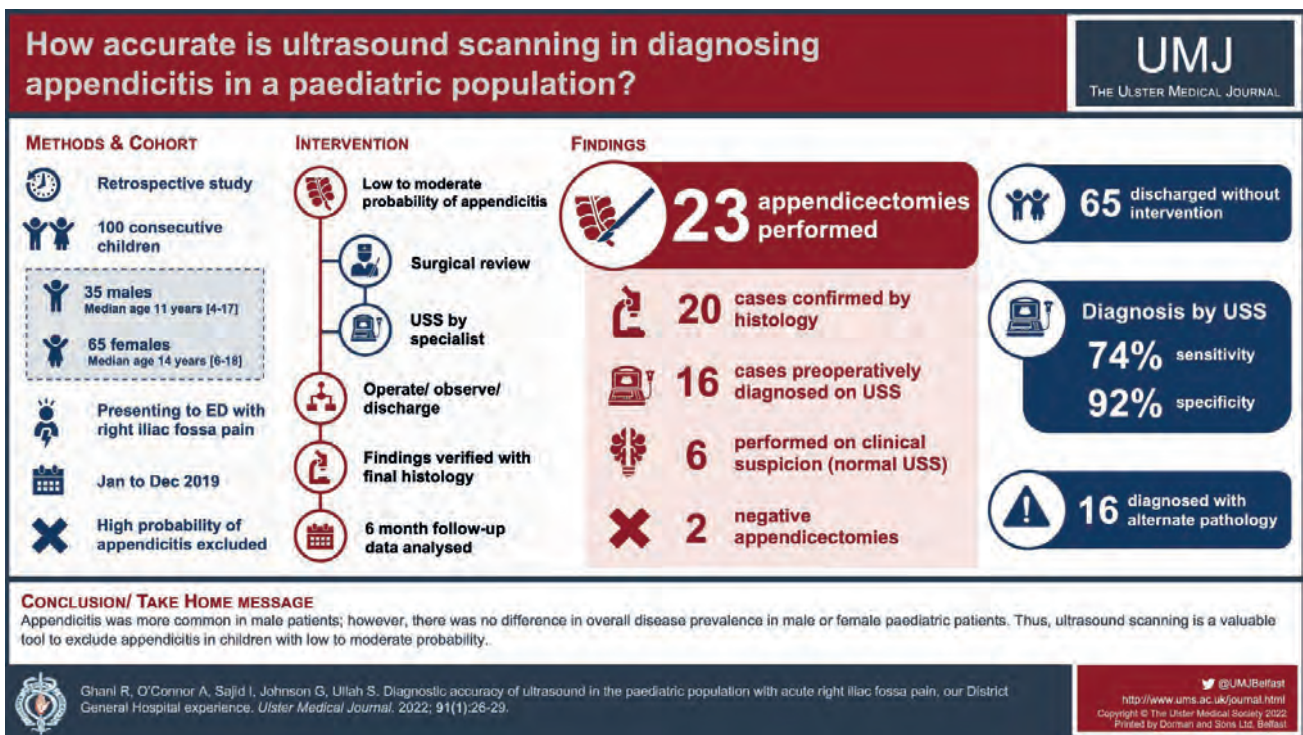 How accurate is ultrasound scanning in diagnosing
appendicitis in a paediatric population?
UMJ
THE ULSTER MEDICAL JOURNAL
METHODS & COHORT
Retrospective study
100 consecutive
children
35 males
Median age 11 years [4-17]
65 females
Median age 14 years [6-18]
Presenting to ED with
right iliac fossa pain
Jan to Dec 2019
High probability of
appendicitis excluded
INTERVENTION
Low to moderate
probability of appendicitis
Surgical review
USS by
specialist
Operate/ observe/
discharge
Findings verified with
final histology
6 month follow-up
data analysed
FINDINGS
23 appendicectomies
performed
20 cases confirmed by
histology
16 cases preoperatively
diagnosed on USS
6 performed on clinical
suspicion (normal USS)
2 negative
appendicectomies
65 discharged without
intervention
Diagnosis by USS
74% sensitivity
92% specificity
16 diagnosed with
alternate pathology
CONCLUSION/ TAKE HOME MESSAGE
Appendicitis was more common in male patients; however, there was no difference in overall disease prevalence in male or female paediatric patients. Thus, ultrasound scanning is a valuable
tool to exclude appendicitis in children with low to moderate probability.
Ghani R, O'Connor A, Sajid I, Johnson G, Ullah S. Diagnostic accuracy of ultrasound in the paediatric population with acute right iliac fossa pain, our District
General Hospital experience. Ulster Medical Journal. 2022; 91(1):26-29.
@UMJBelfast
http://www.ums.ac.uk/journal.html
Copyright © The Ulster Medical Society 2022
Printed by Dorman and Sons Ltd, Belfast